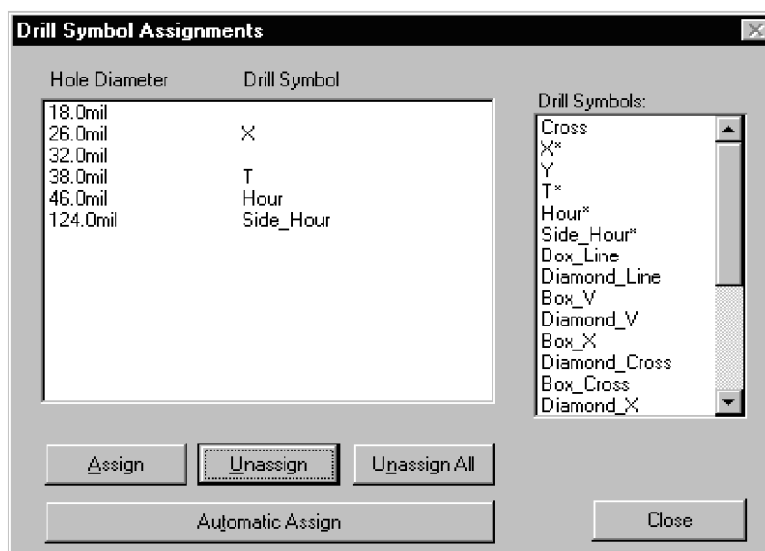 Drill Symbol Assignments
Hole Diameter Drill Symbol
18.0mil
26.0mil X
32.0mil
38.0mil T
46.0mil Hour
124.0mil Side_Hour
Drill Symbols:
Cross
X*
Y
T*
Hour*
Side_Hour*
Box_Line
Diamond_Line
Box_V
Diamond_V
Box_X
Diamond_Cross
Box_Cross
Diamond_X
Assign Unassign Unassign All
Automatic Assign
Close